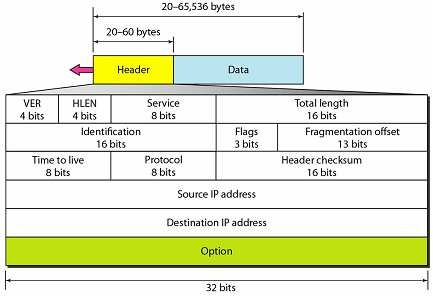 20–65,536 bytes
20–60 bytes
Header
Data
VER
4 bits
HLEN
4 bits
Service
8 bits
Total length
16 bits
Identification
16 bits
Flags
3 bits
Fragmentation offset
13 bits
Time to live
8 bits
Protocol
8 bits
Header checksum
16 bits
Source IP address
Destination IP address
Option
32 bits